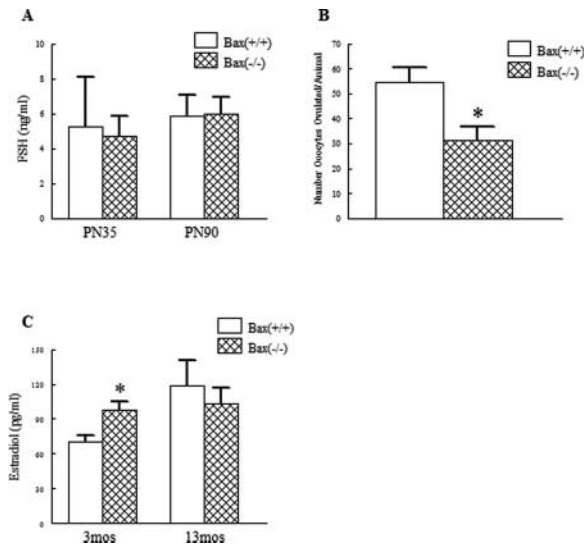 A
Bax(+/+)
Bax(-/-)
FSH (ng/ml)
10
8
6
4
2
0
PN35
PN90
B
Bax(+/+)
Bax(-/-)
Number Oocytes Ovulated/Animal
70
60
50
40
30
20
10
0
*
C
Bax(+/+)
Bax(-/-)
Estradiol (pg/ml)
120
90
60
30
0
*
3mos
13mos